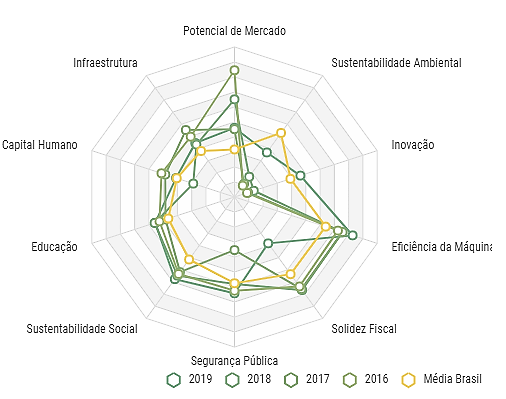 Potencial de Mercado
Infraestrutura
Sustentabilidade Ambiental
Capital Humano
Inovação
Educação
Eficiência da Máquina
Sustentabilidade Social
Solidez Fiscal
Segurança Pública
2019 2018 2017 2016 Média Brasil